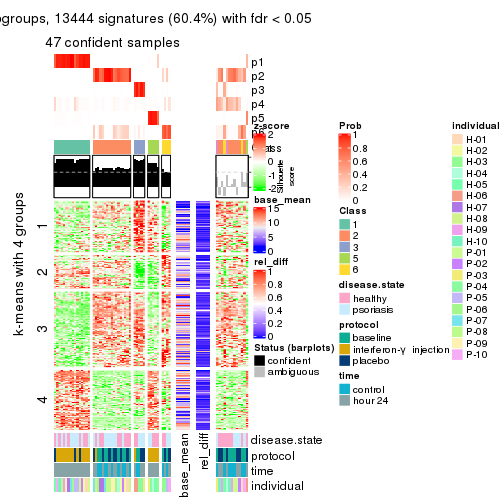 ogroups, 13444 signatures (60.4%) with fdr < 0.05
47 confident samples
p1
p2
p3
p4
p5
k-means with 4 groups
1
2
3
4
z-score
2
1
0
-1
-2
Silhouette
score
base_mean
15
10
5
0
rel_diff
1
0.8
0.6
0.4
0.2
0
Status (barplots)
confident
ambiguous
Prob
1
0.8
0.6
0.4
0.2
0
Class
1
2
3
5
6
disease.state
healthy
psoriasis
protocol
baseline
interferon-γ injection
placebo
time
control
hour 24
individual
H-01
H-02
H-03
H-04
H-05
H-06
H-07
H-08
H-09
H-10
P-01
P-02
P-03
P-04
P-05
P-06
P-07
P-08
P-09
P-10
disease.state
protocol
time
individual
base_mean
rel_diff